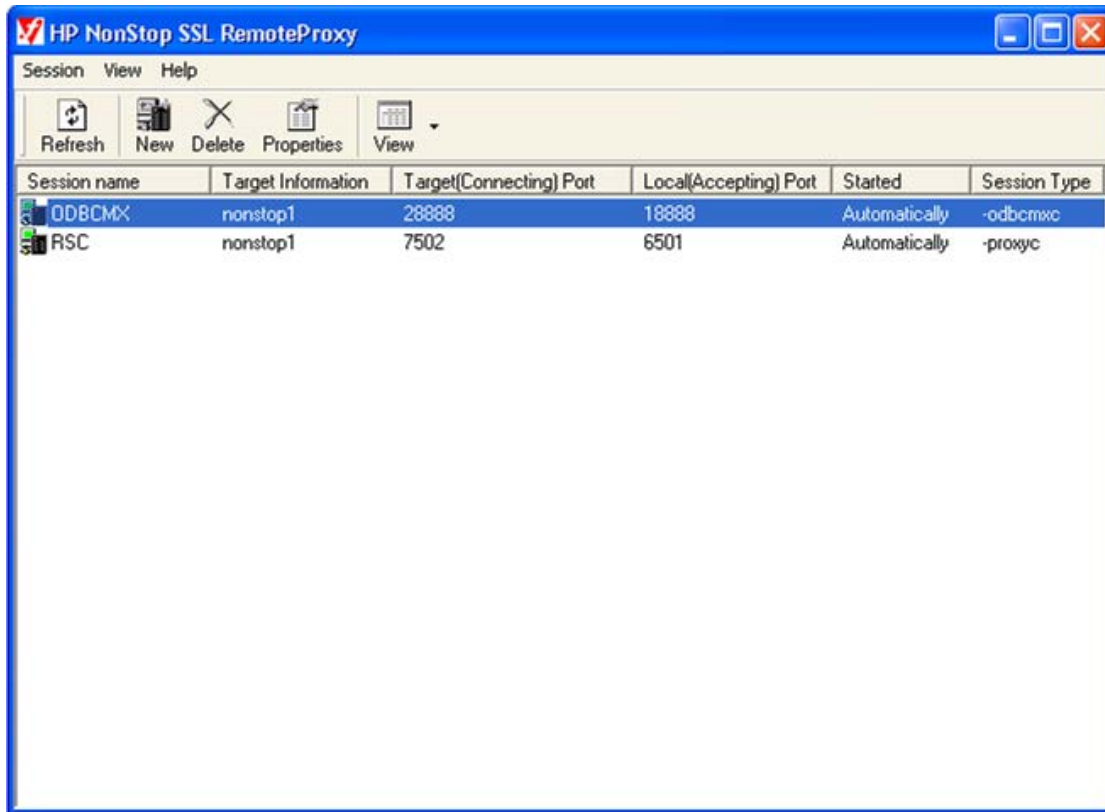 HP NonStop SSL RemoteProxy
Session View Help
Refresh New Delete Properties View
Session name Target Information Target(Connecting) Port Local(Accepting) Port Started Session Type
ODBCMX nonstop1 28888 18888 Automatically -odbcmxc
RSC nonstop1 7502 6501 Automatically -proxyc